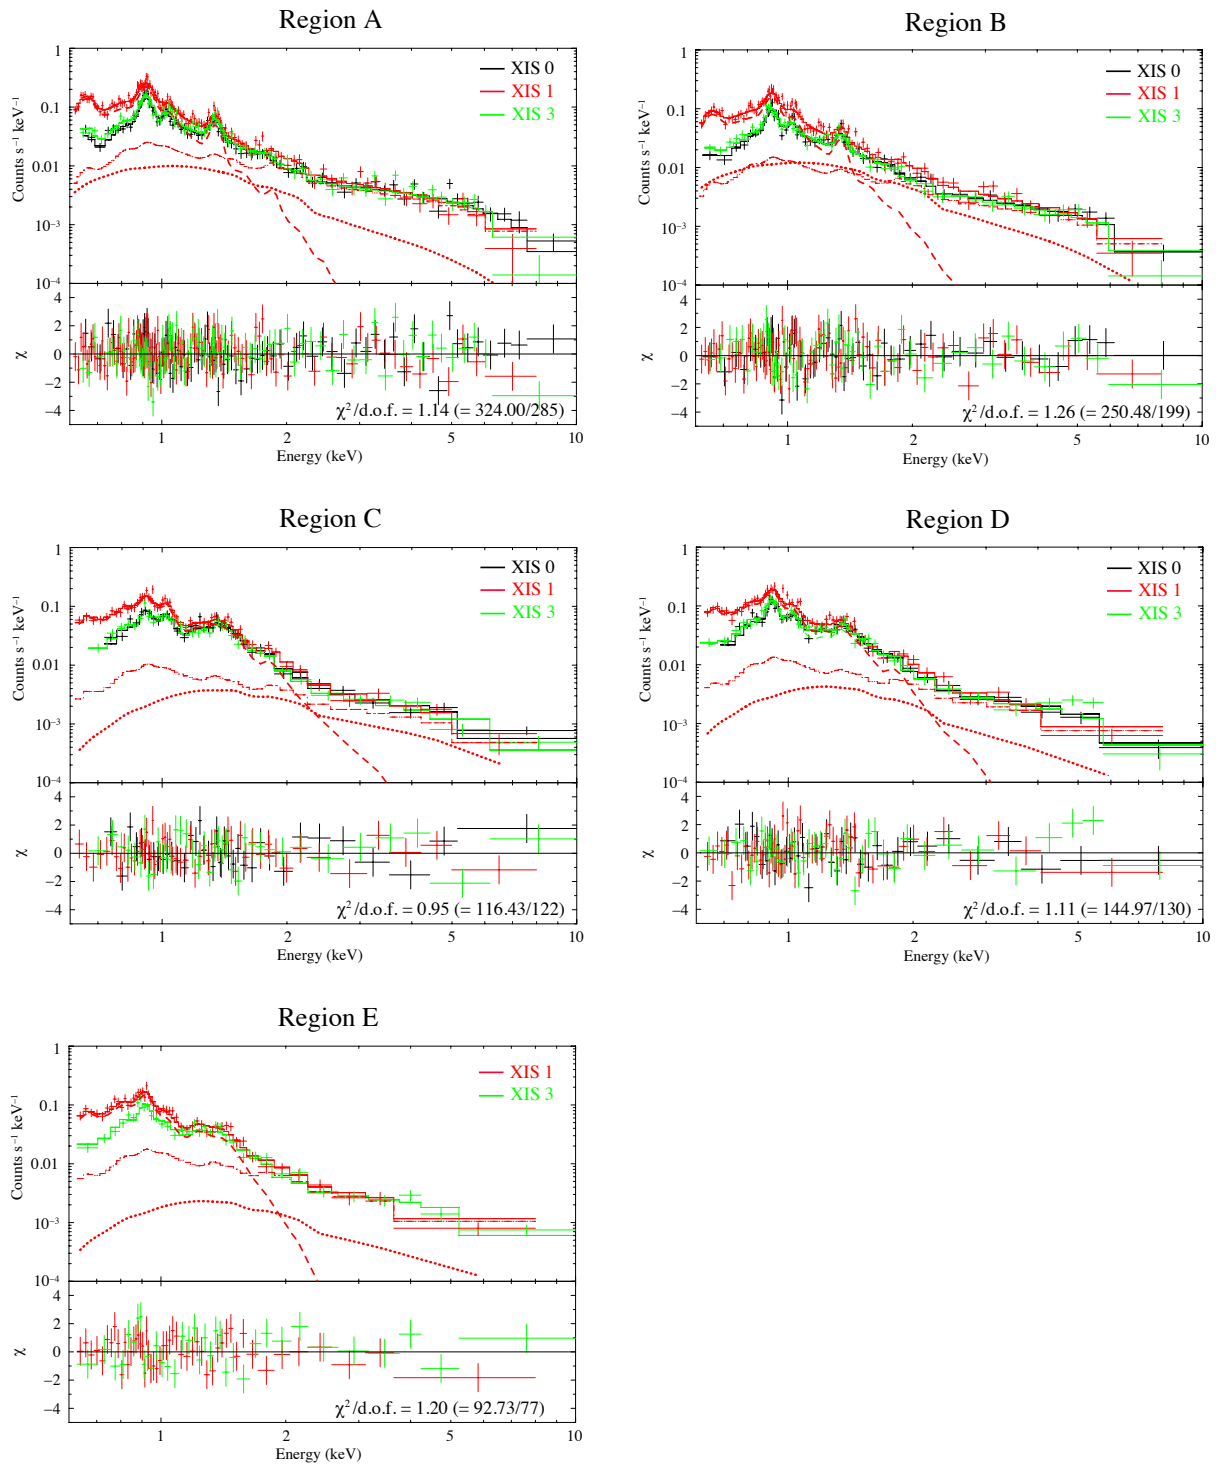 Region A
XIS 0
XIS 1
XIS 3
Counts s⁻¹ keV⁻¹
1
0.1
0.01
10⁻³
10⁻⁴
χ
4
2
0
−2
−4
χ²/d.o.f. = 1.14 (= 324.00/285)
1 2 5 10
Energy (keV)
Region B
XIS 0
XIS 1
XIS 3
Counts s⁻¹ keV⁻¹
1
0.1
0.01
10⁻³
10⁻⁴
χ
4
2
0
−2
−4
χ²/d.o.f. = 1.26 (= 250.48/199)
1 2 5 10
Energy (keV)
Region C
XIS 0
XIS 1
XIS 3
Counts s⁻¹ keV⁻¹
1
0.1
0.01
10⁻³
10⁻⁴
χ
4
2
0
−2
−4
χ²/d.o.f. = 0.95 (= 116.43/122)
1 2 5 10
Energy (keV)
Region D
XIS 0
XIS 1
XIS 3
Counts s⁻¹ keV⁻¹
1
0.1
0.01
10⁻³
10⁻⁴
χ
4
2
0
−2
−4
χ²/d.o.f. = 1.11 (= 144.97/130)
1 2 5 10
Energy (keV)
Region E
XIS 1
XIS 3
Counts s⁻¹ keV⁻¹
1
0.1
0.01
10⁻³
10⁻⁴
χ
4
2
0
−2
−4
χ²/d.o.f. = 1.20 (= 92.73/77)
1 2 5 10
Energy (keV)